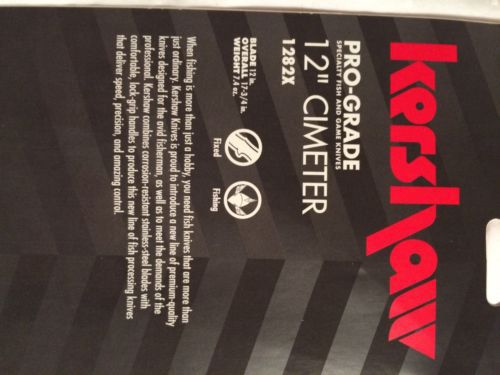 kershaw
PRO-GRADE
SPECIALTY FISH AND GAME KNIVES
12" CIMETER
1282X
BLADE 12 in.
OVERALL 17-3/4 in.
WEIGHT 7.8 oz.
Fixed
Fishing
When fishing is more than just a hobby, you need fish knives that are more than
just ordinary. Kershaw Knives is proud to introduce a new line of premium-quality
knives designed for the avid fisherman, as well as to meet the demands of the
professional. Kershaw combines corrosion-resistant stainless-steel blades with
comfortable, lock-grip handles to produce this new line of fish processing knives
that deliver speed, precision, and amazing control.